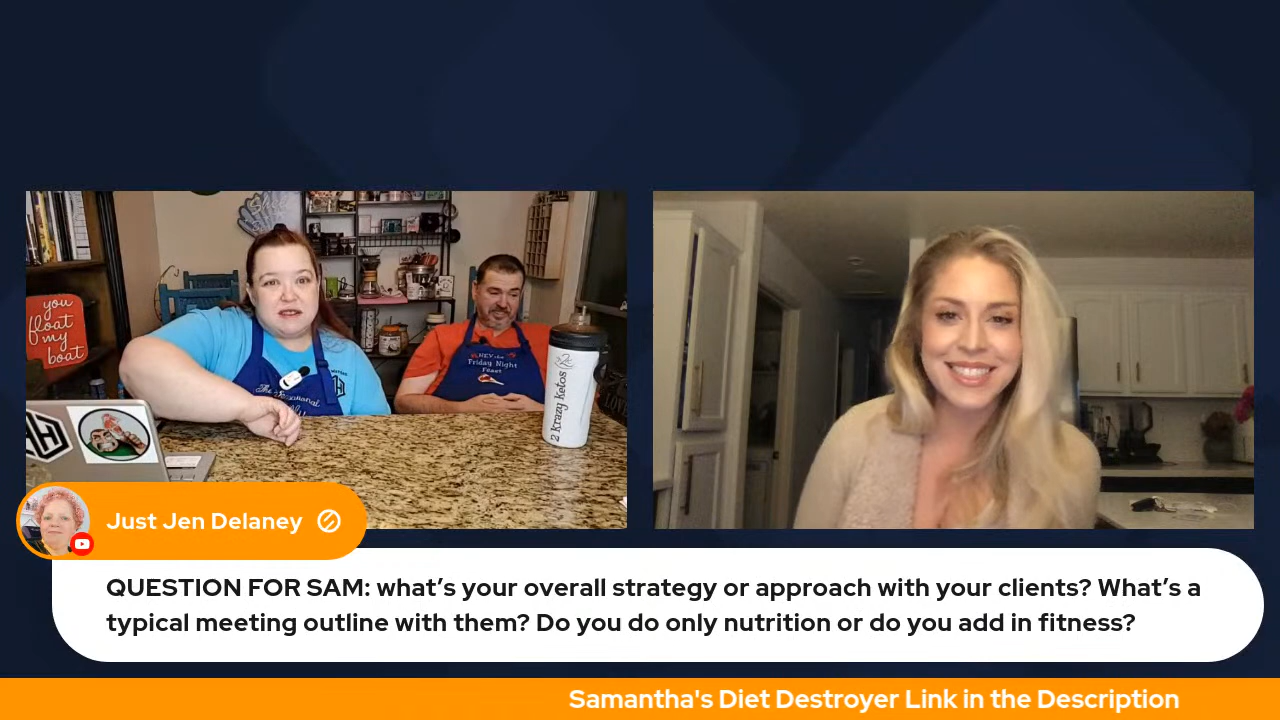 you
float
my
boat
HEY
Friday Night
Feast
2 Krazy Ketos
Just Jen Delaney
QUESTION FOR SAM: what's your overall strategy or approach with your clients? What's a
typical meeting outline with them? Do you do only nutrition or do you add in fitness?
Samantha's Diet Destroyer Link in the Description